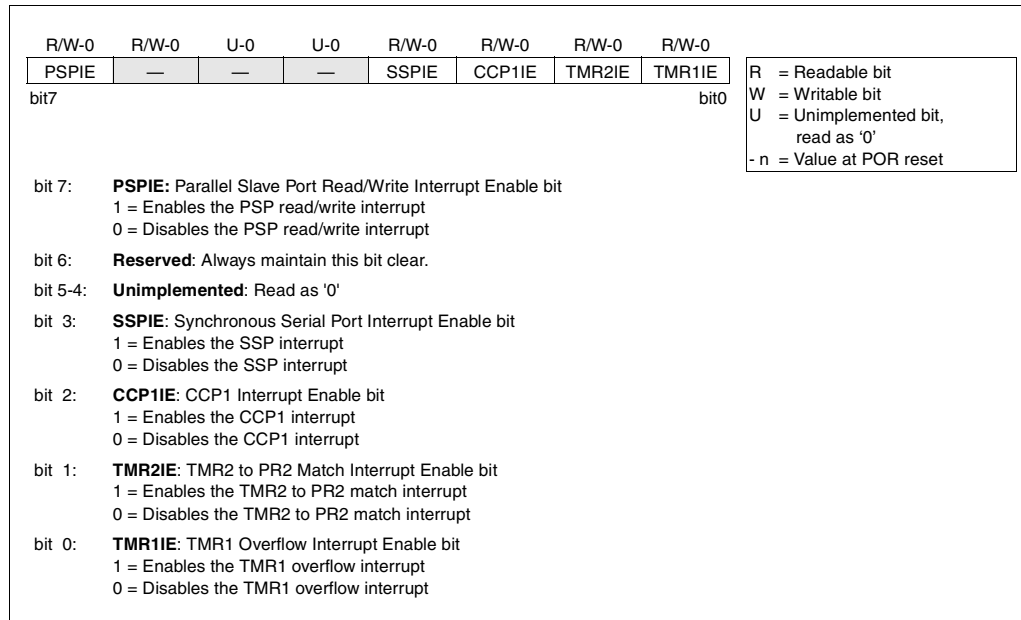 R/W-0 R/W-0 U-0 U-0 R/W-0 R/W-0 R/W-0 R/W-0
PSPIE — — — SSPIE CCP1IE TMR2IE TMR1IE
bit7 bit0
R = Readable bit
W = Writable bit
U = Unimplemented bit,
read as ‘0’
- n = Value at POR reset
bit 7: PSPIE: Parallel Slave Port Read/Write Interrupt Enable bit
1 = Enables the PSP read/write interrupt
0 = Disables the PSP read/write interrupt
bit 6: Reserved: Always maintain this bit clear.
bit 5-4: Unimplemented: Read as '0'
bit 3: SSPIE: Synchronous Serial Port Interrupt Enable bit
1 = Enables the SSP interrupt
0 = Disables the SSP interrupt
bit 2: CCP1IE: CCP1 Interrupt Enable bit
1 = Enables the CCP1 interrupt
0 = Disables the CCP1 interrupt
bit 1: TMR2IE: TMR2 to PR2 Match Interrupt Enable bit
1 = Enables the TMR2 to PR2 match interrupt
0 = Disables the TMR2 to PR2 match interrupt
bit 0: TMR1IE: TMR1 Overflow Interrupt Enable bit
1 = Enables the TMR1 overflow interrupt
0 = Disables the TMR1 overflow interrupt